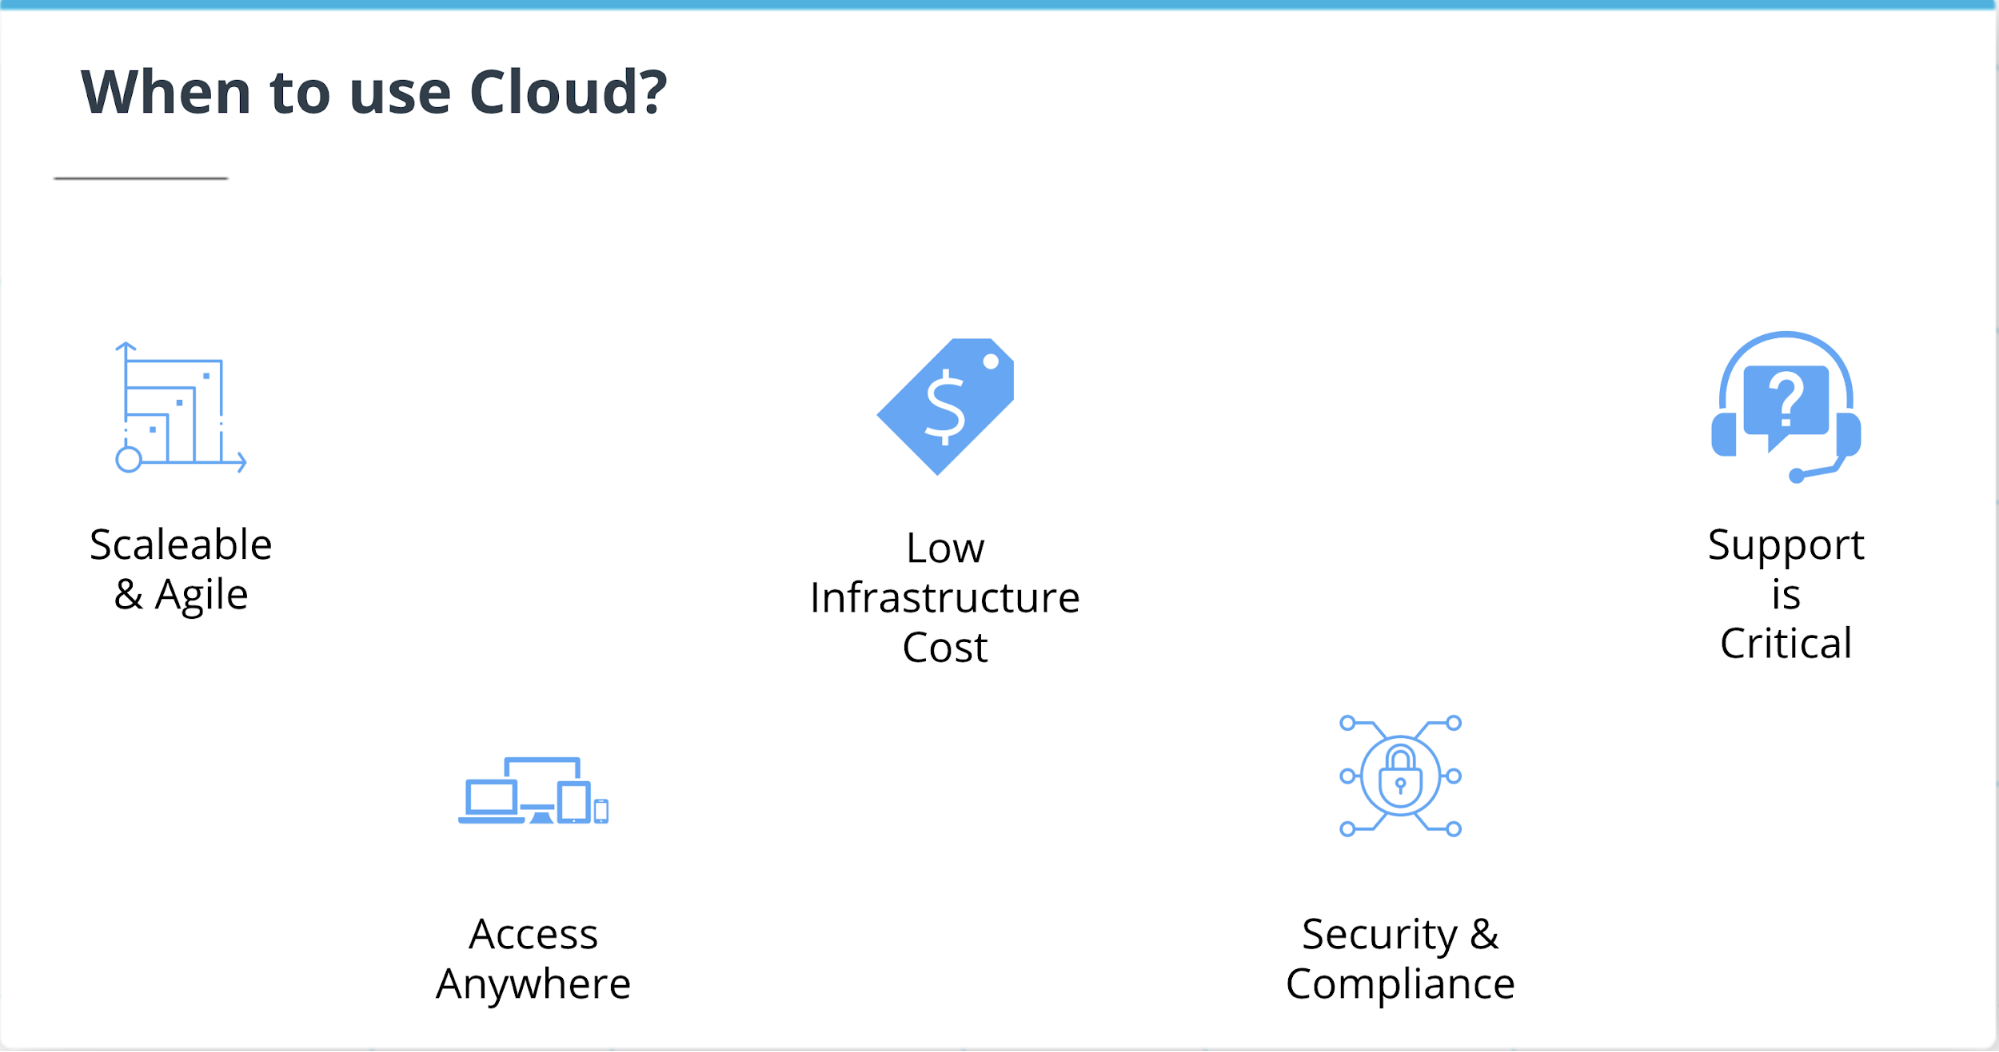 When to use Cloud?
Scaleable
& Agile
$
Low
Infrastructure
Cost
?
Support
is
Critical
Access
Anywhere
Security &
Compliance